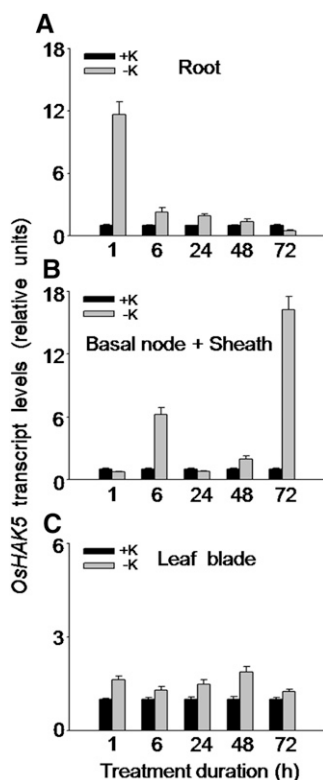 A
18
+K
-K
Root
12
6
0
1 6 24 48 72
B
18
+K
-K
Basal node + Sheath
12
6
0
1 6 24 48 72
C
6
+K
-K
Leaf blade
3
0
1 6 24 48 72
Treatment duration (h)
OsHAK5 transcript levels (relative units)